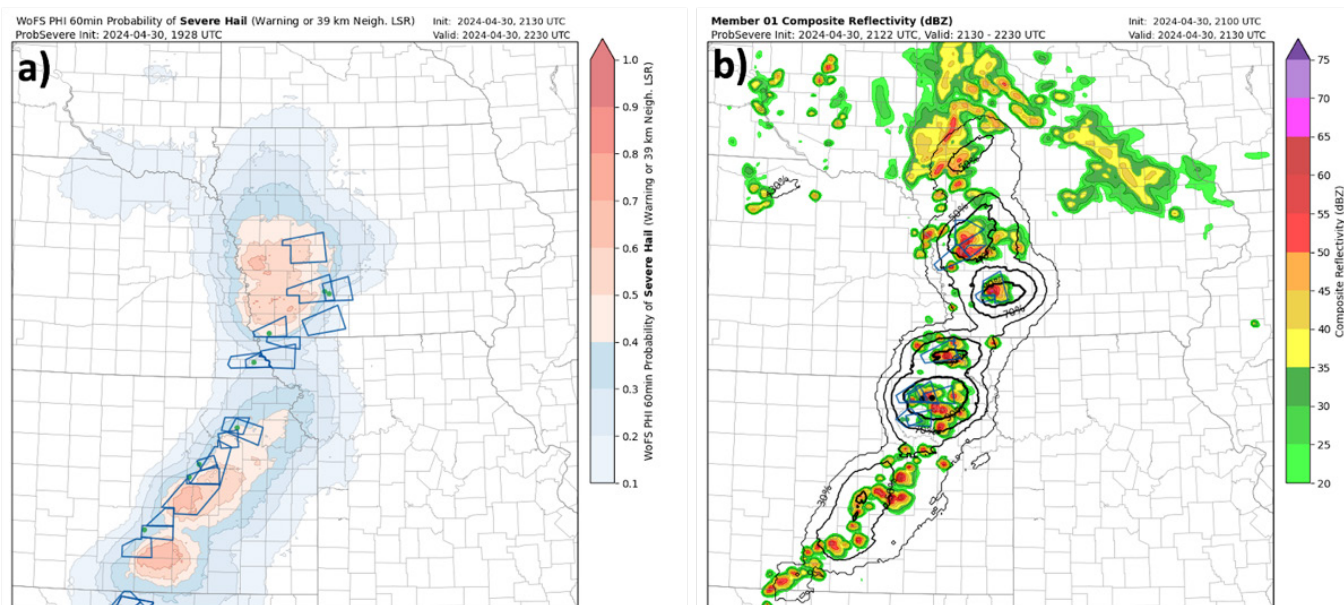 WoFS PHI 60min Probability of Severe Hail (Warning or 39 km Neigh. LSR)
Init: 2024-04-30, 2130 UTC
ProbSevere Init: 2024-04-30, 1928 UTC
Valid: 2024-04-30, 2230 UTC
a)
1.0
0.9
0.8
0.7
0.6
0.5
0.4
0.3
0.2
0.1
WoFS PHI 60min Probability of Severe Hail (Warning or 39 km Neigh. LSR)
Member 01 Composite Reflectivity (dBZ)
Init: 2024-04-30, 2100 UTC
ProbSevere Init: 2024-04-30, 2122 UTC, Valid: 2130 - 2230 UTC
Valid: 2024-04-30, 2130 UTC
b)
30%
50%
70%
30%
75
70
65
60
55
50
45
40
35
30
25
20
Composite Reflectivity (dBZ)